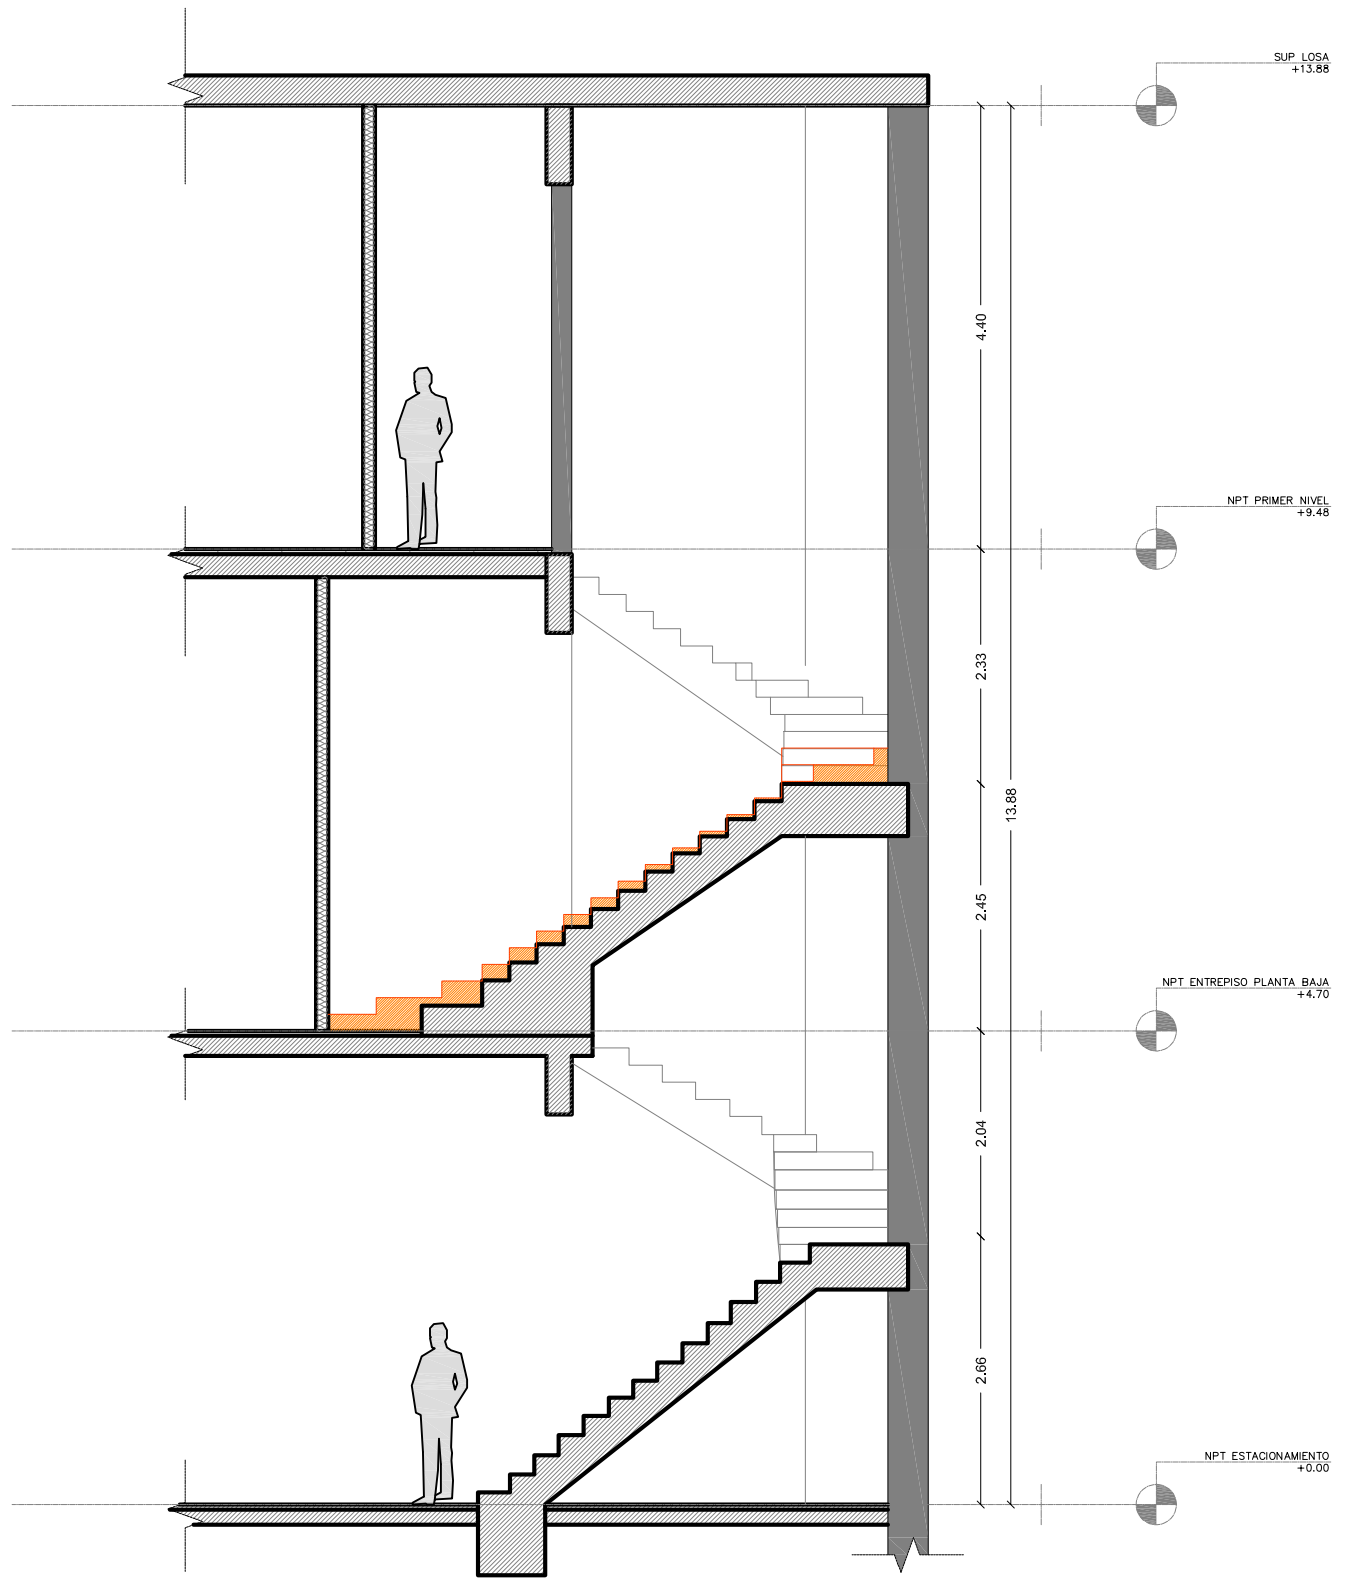 SUP LOSA
+13.88
4.40
NPT PRIMER NIVEL
+9.48
2.33
13.88
2.45
NPT ENTREPISO PLANTA BAJA
+4.70
2.04
2.66
NPT ESTACIONAMIENTO
+0.00